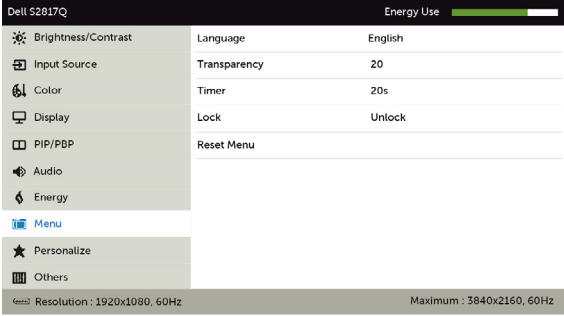 Dell S2817Q Energy Use
Brightness/Contrast
Language English
Input Source
Transparency 20
Color
Timer 20s
Display
Lock Unlock
PIP/PBP
Reset Menu
Audio
Energy
Menu
Personalize
Others
Resolution : 1920x1080, 60Hz Maximum : 3840x2160, 60Hz